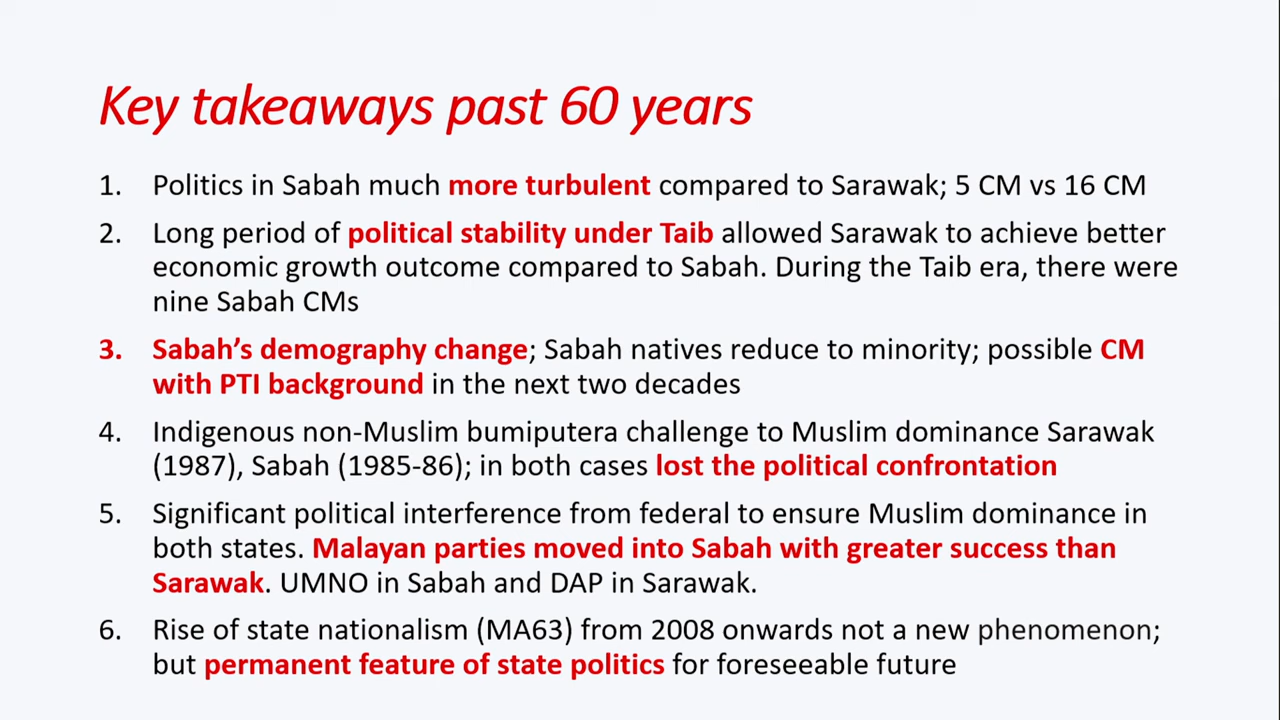 Key takeaways past 60 years
1. Politics in Sabah much more turbulent compared to Sarawak; 5 CM vs 16 CM
2. Long period of political stability under Taib allowed Sarawak to achieve better
economic growth outcome compared to Sabah. During the Taib era, there were
nine Sabah CMs
3. Sabah’s demography change; Sabah natives reduce to minority; possible CM
with PTI background in the next two decades
4. Indigenous non-Muslim bumiputera challenge to Muslim dominance Sarawak
(1987), Sabah (1985-86); in both cases lost the political confrontation
5. Significant political interference from federal to ensure Muslim dominance in
both states. Malayan parties moved into Sabah with greater success than
Sarawak. UMNO in Sabah and DAP in Sarawak.
6. Rise of state nationalism (MA63) from 2008 onwards not a new phenomenon;
but permanent feature of state politics for foreseeable future